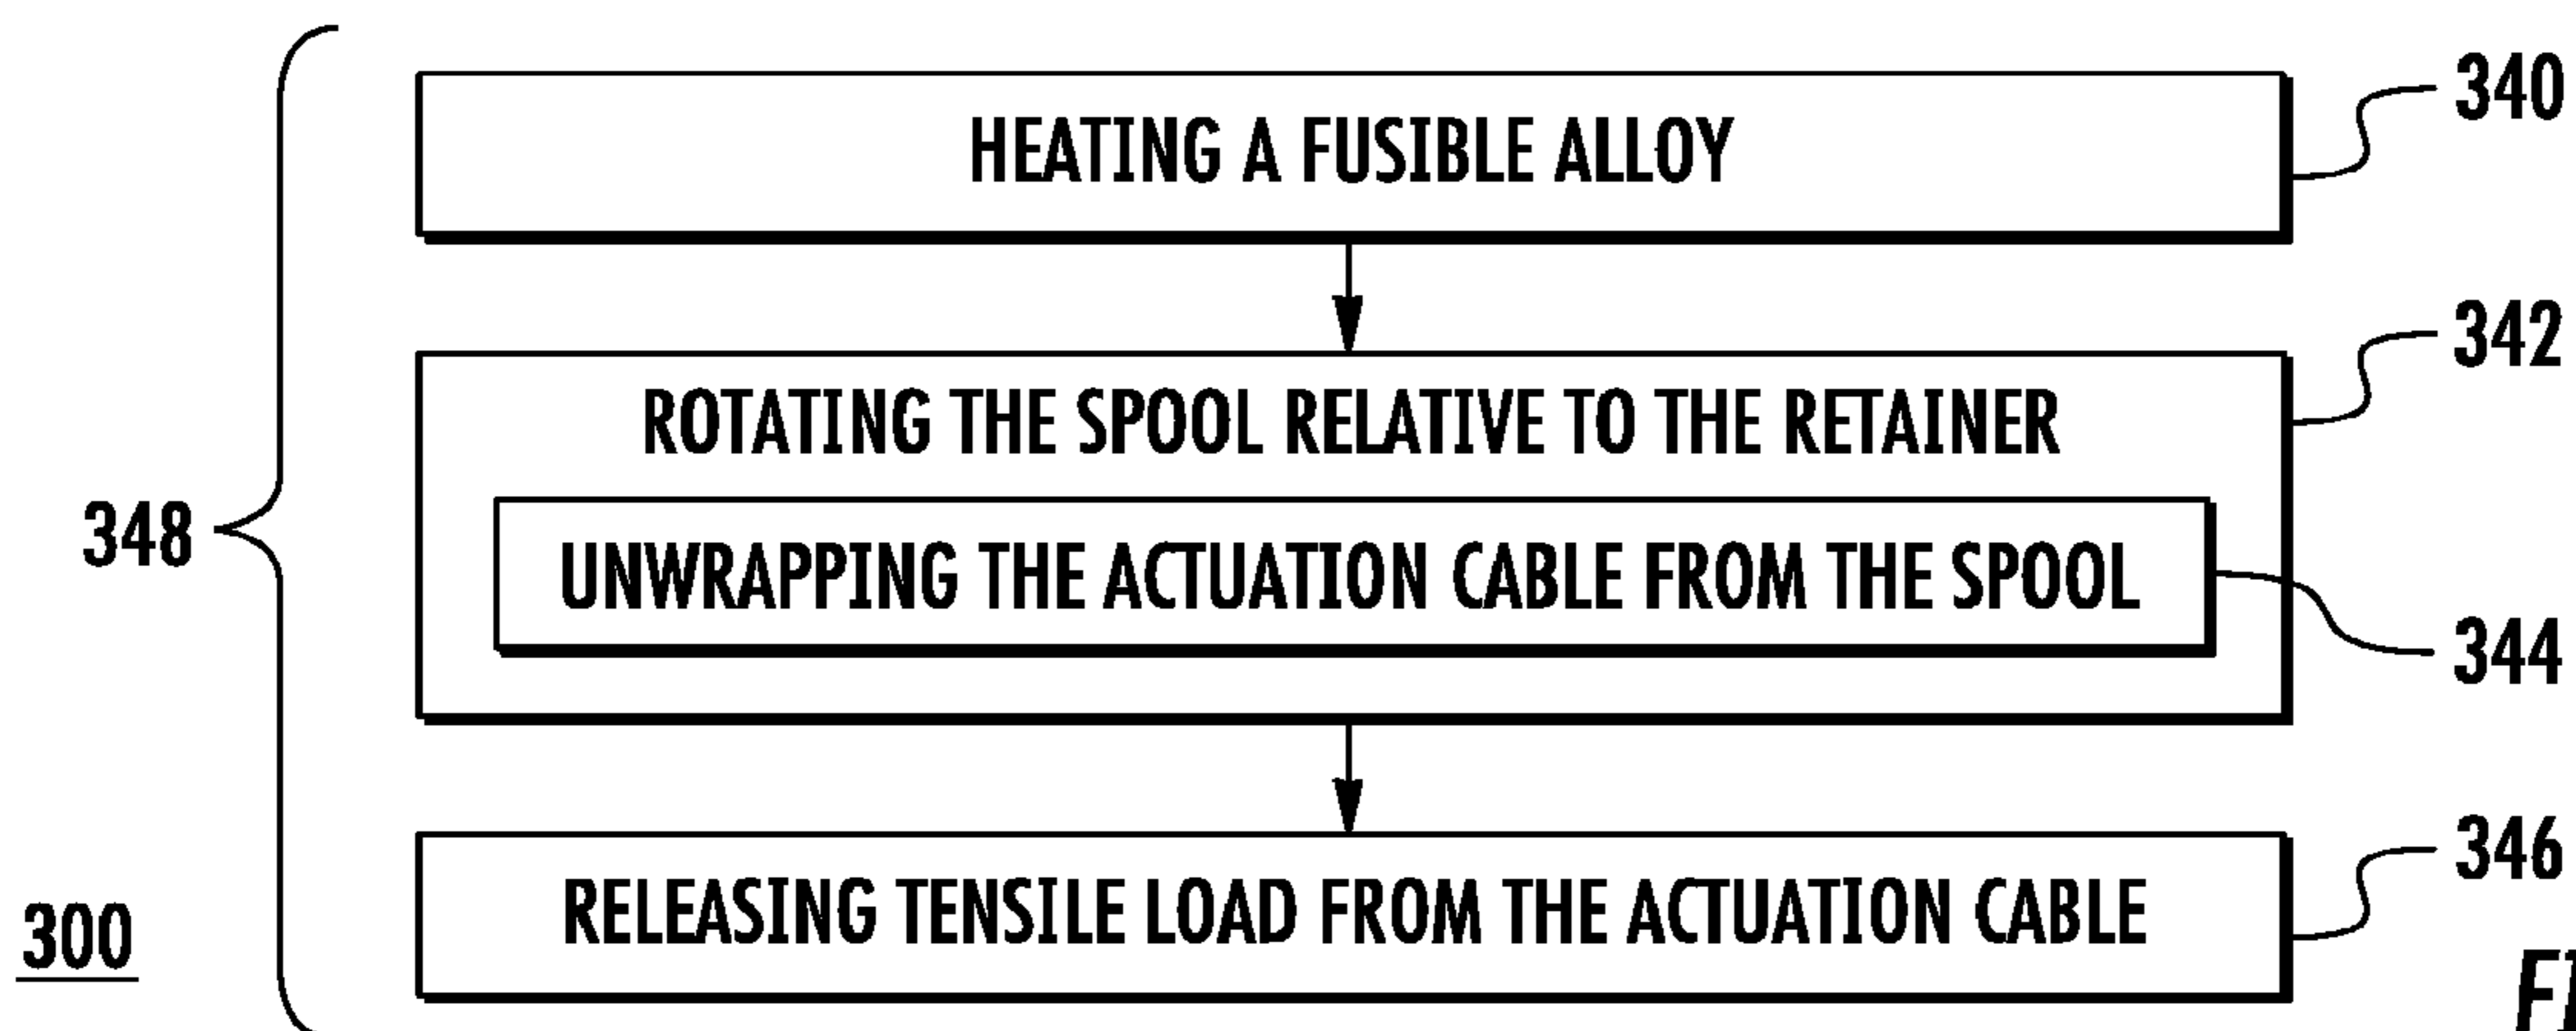 HEATING A FUSIBLE ALLOY
340
ROTATING THE SPOOL RELATIVE TO THE RETAINER
342
348
UNWRAPPING THE ACTUATION CABLE FROM THE SPOOL
344
RELEASING TENSILE LOAD FROM THE ACTUATION CABLE
346
300